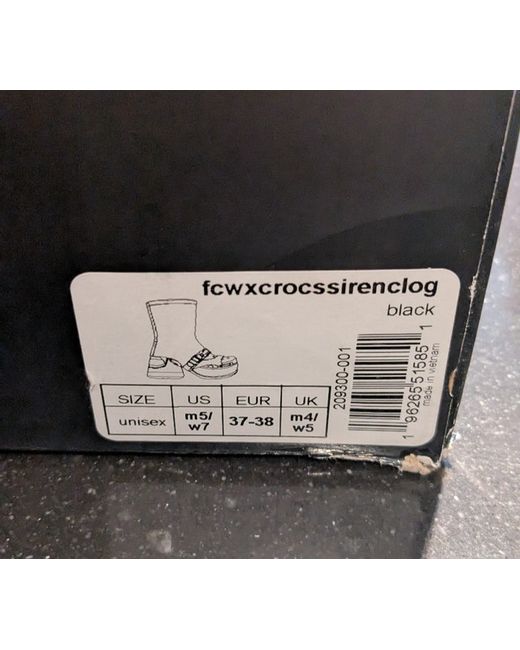 fcwxcrocssirenclog
black
SIZE US EUR UK
unisex m5/ w7 37-38 m4/ w5
209300-001
1 96265 51585 1
made in vietnam